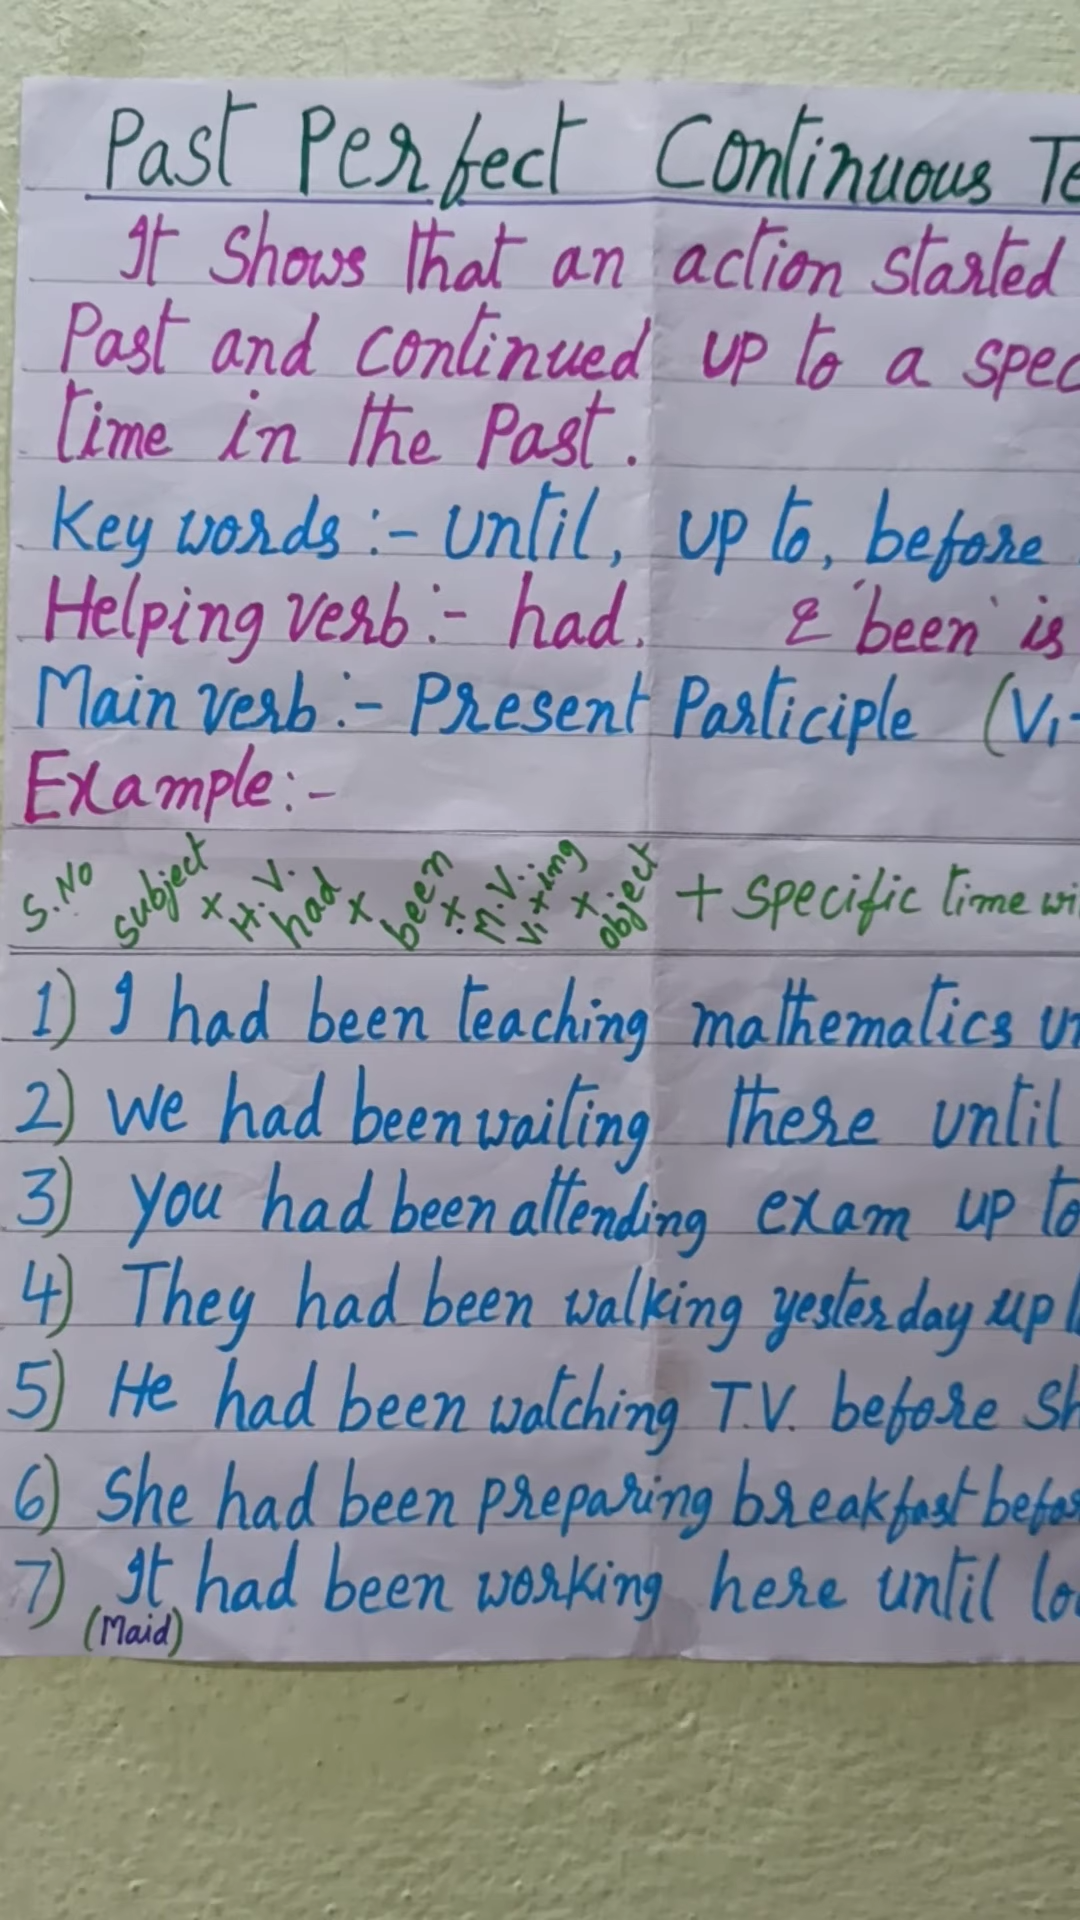 Past Perfect Continuous Te
It shows that an action started
Past and continued up to a spec
time in the Past.
Key words :- Until, up to, before
Helping verb :- had. & 'been' is
Main verb :- Present Participle (V1+
Example :-
S.No Subject x H.V. had x been x M.V. V1+ing x object + specific time wi
1) I had been teaching mathematics un
2) We had been waiting there until
3) You had been attending exam up to
4) They had been walking yesterday up t
5) He had been watching T.V. before sh
6) She had been preparing breakfast befor
7) It had been working here until lo
(Maid)